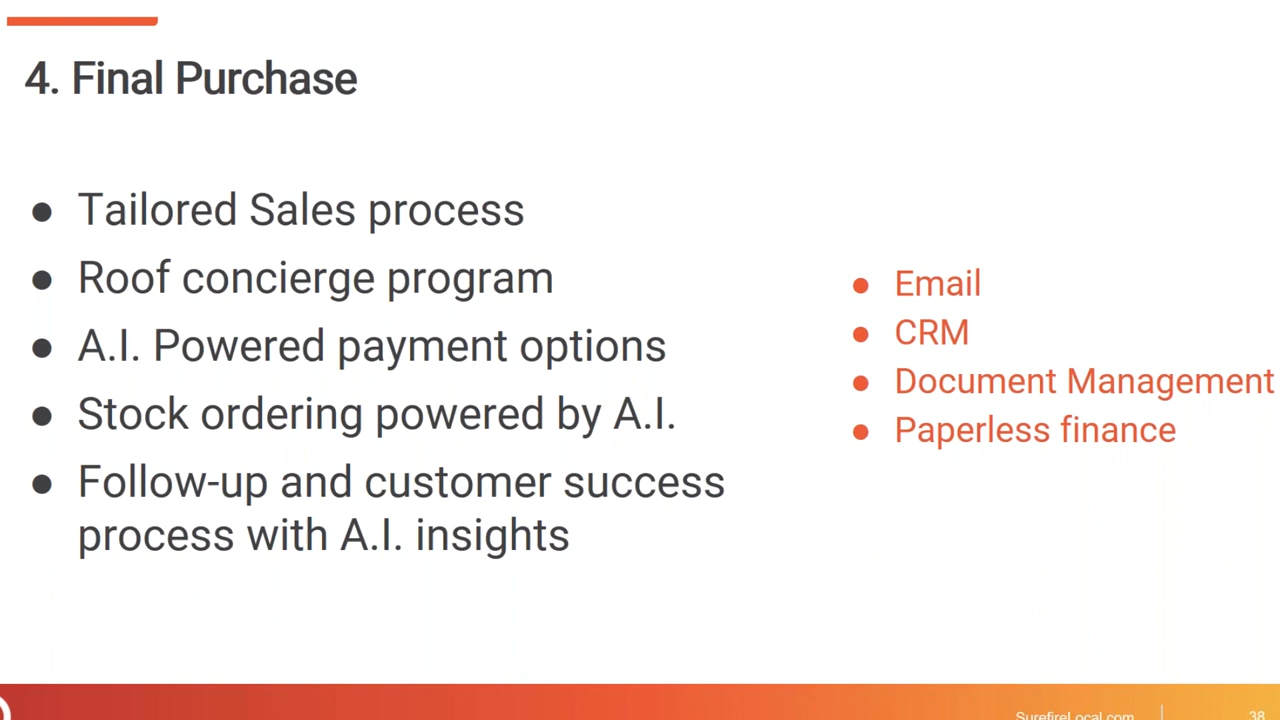 4. Final Purchase
● Tailored Sales process
● Roof concierge program
● A.I. Powered payment options
● Stock ordering powered by A.I.
● Follow-up and customer success
process with A.I. insights
● Email
● CRM
● Document Management
● Paperless finance
SurefireLocal.com
38